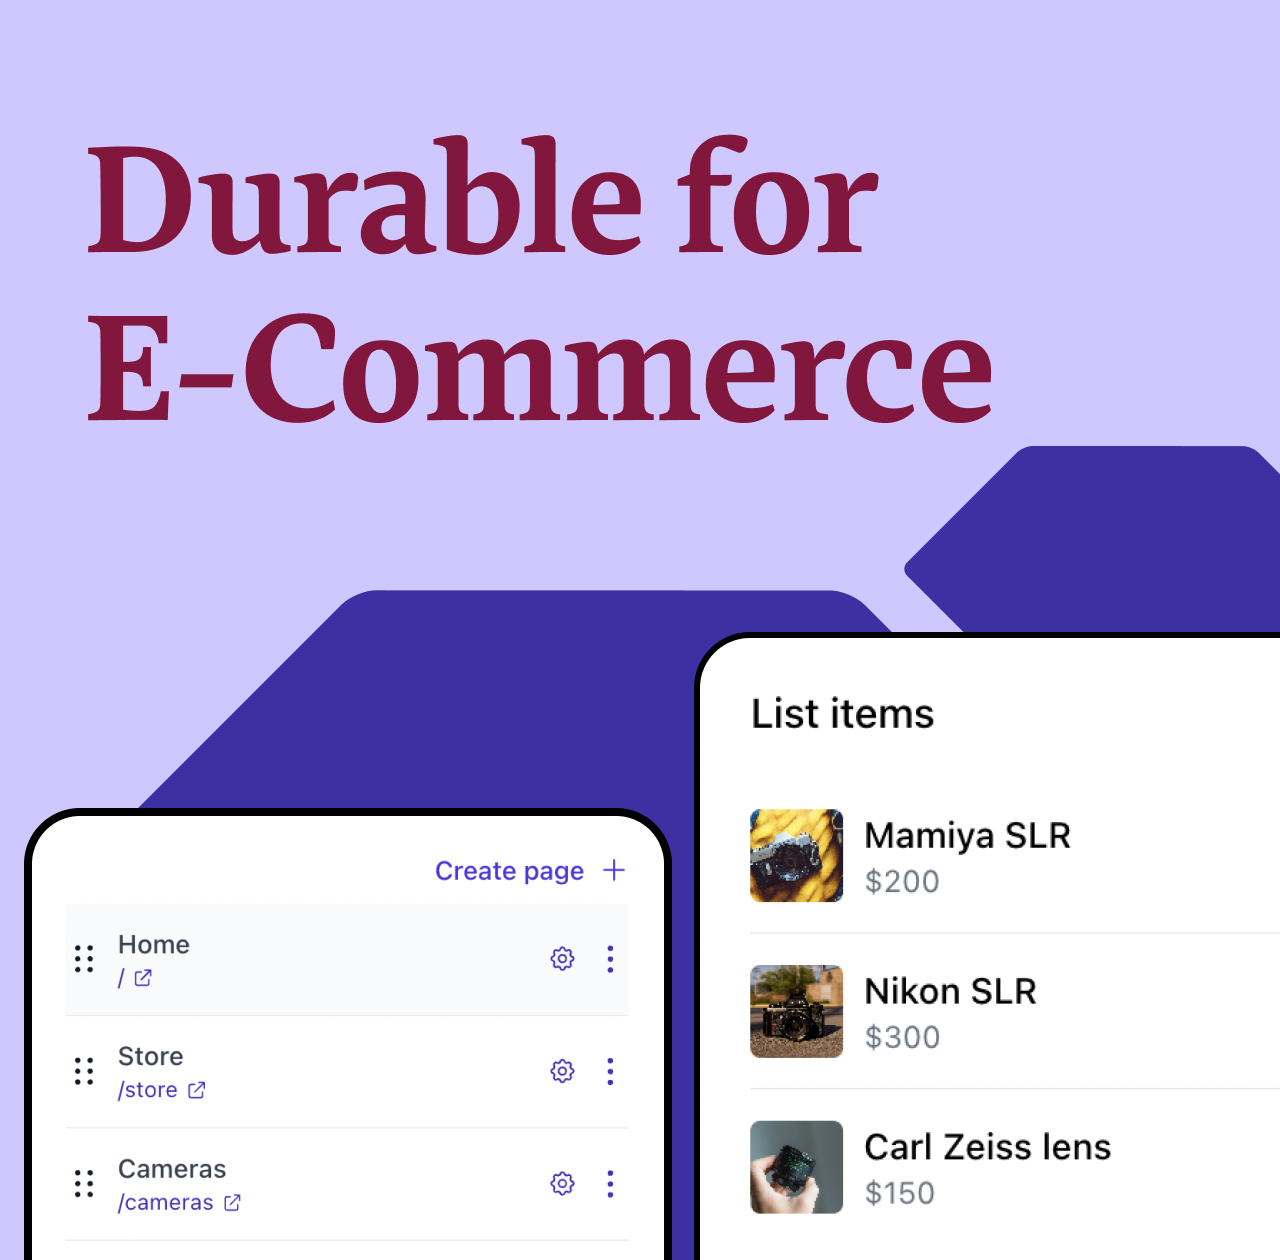 Durable for
E-Commerce
Create page
Home
/
Store
/store
Cameras
/cameras
List items
Mamiya SLR
$200
Nikon SLR
$300
Carl Zeiss lens
$150